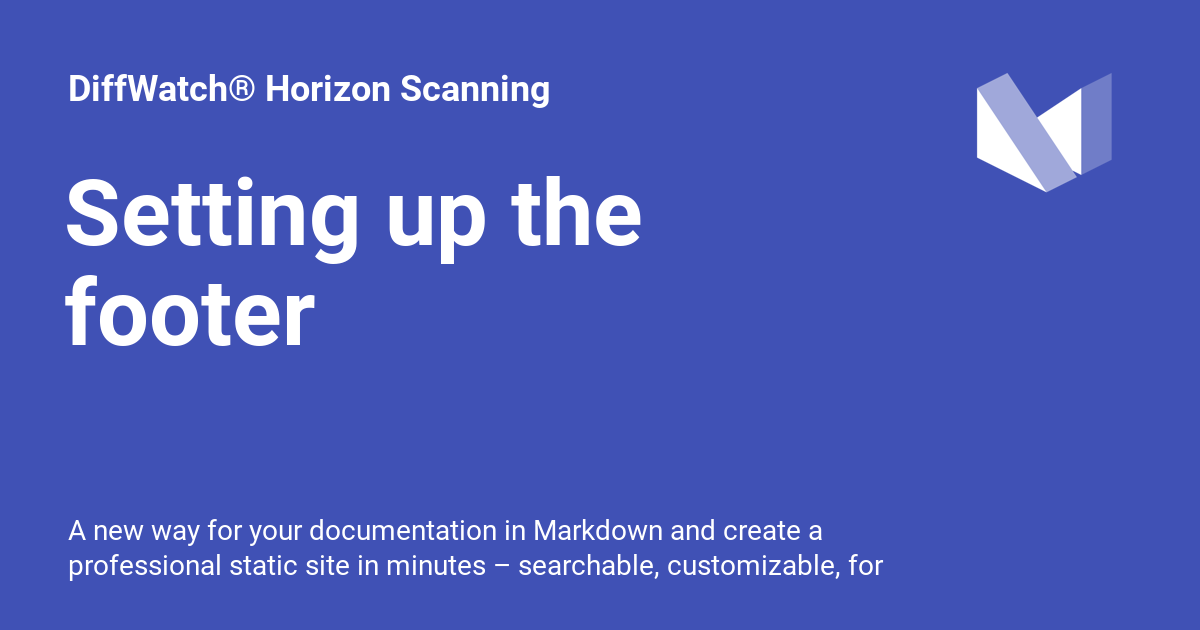 DiffWatch® Horizon Scanning
Setting up the
footer
A new way for your documentation in Markdown and create a
professional static site in minutes – searchable, customizable, for